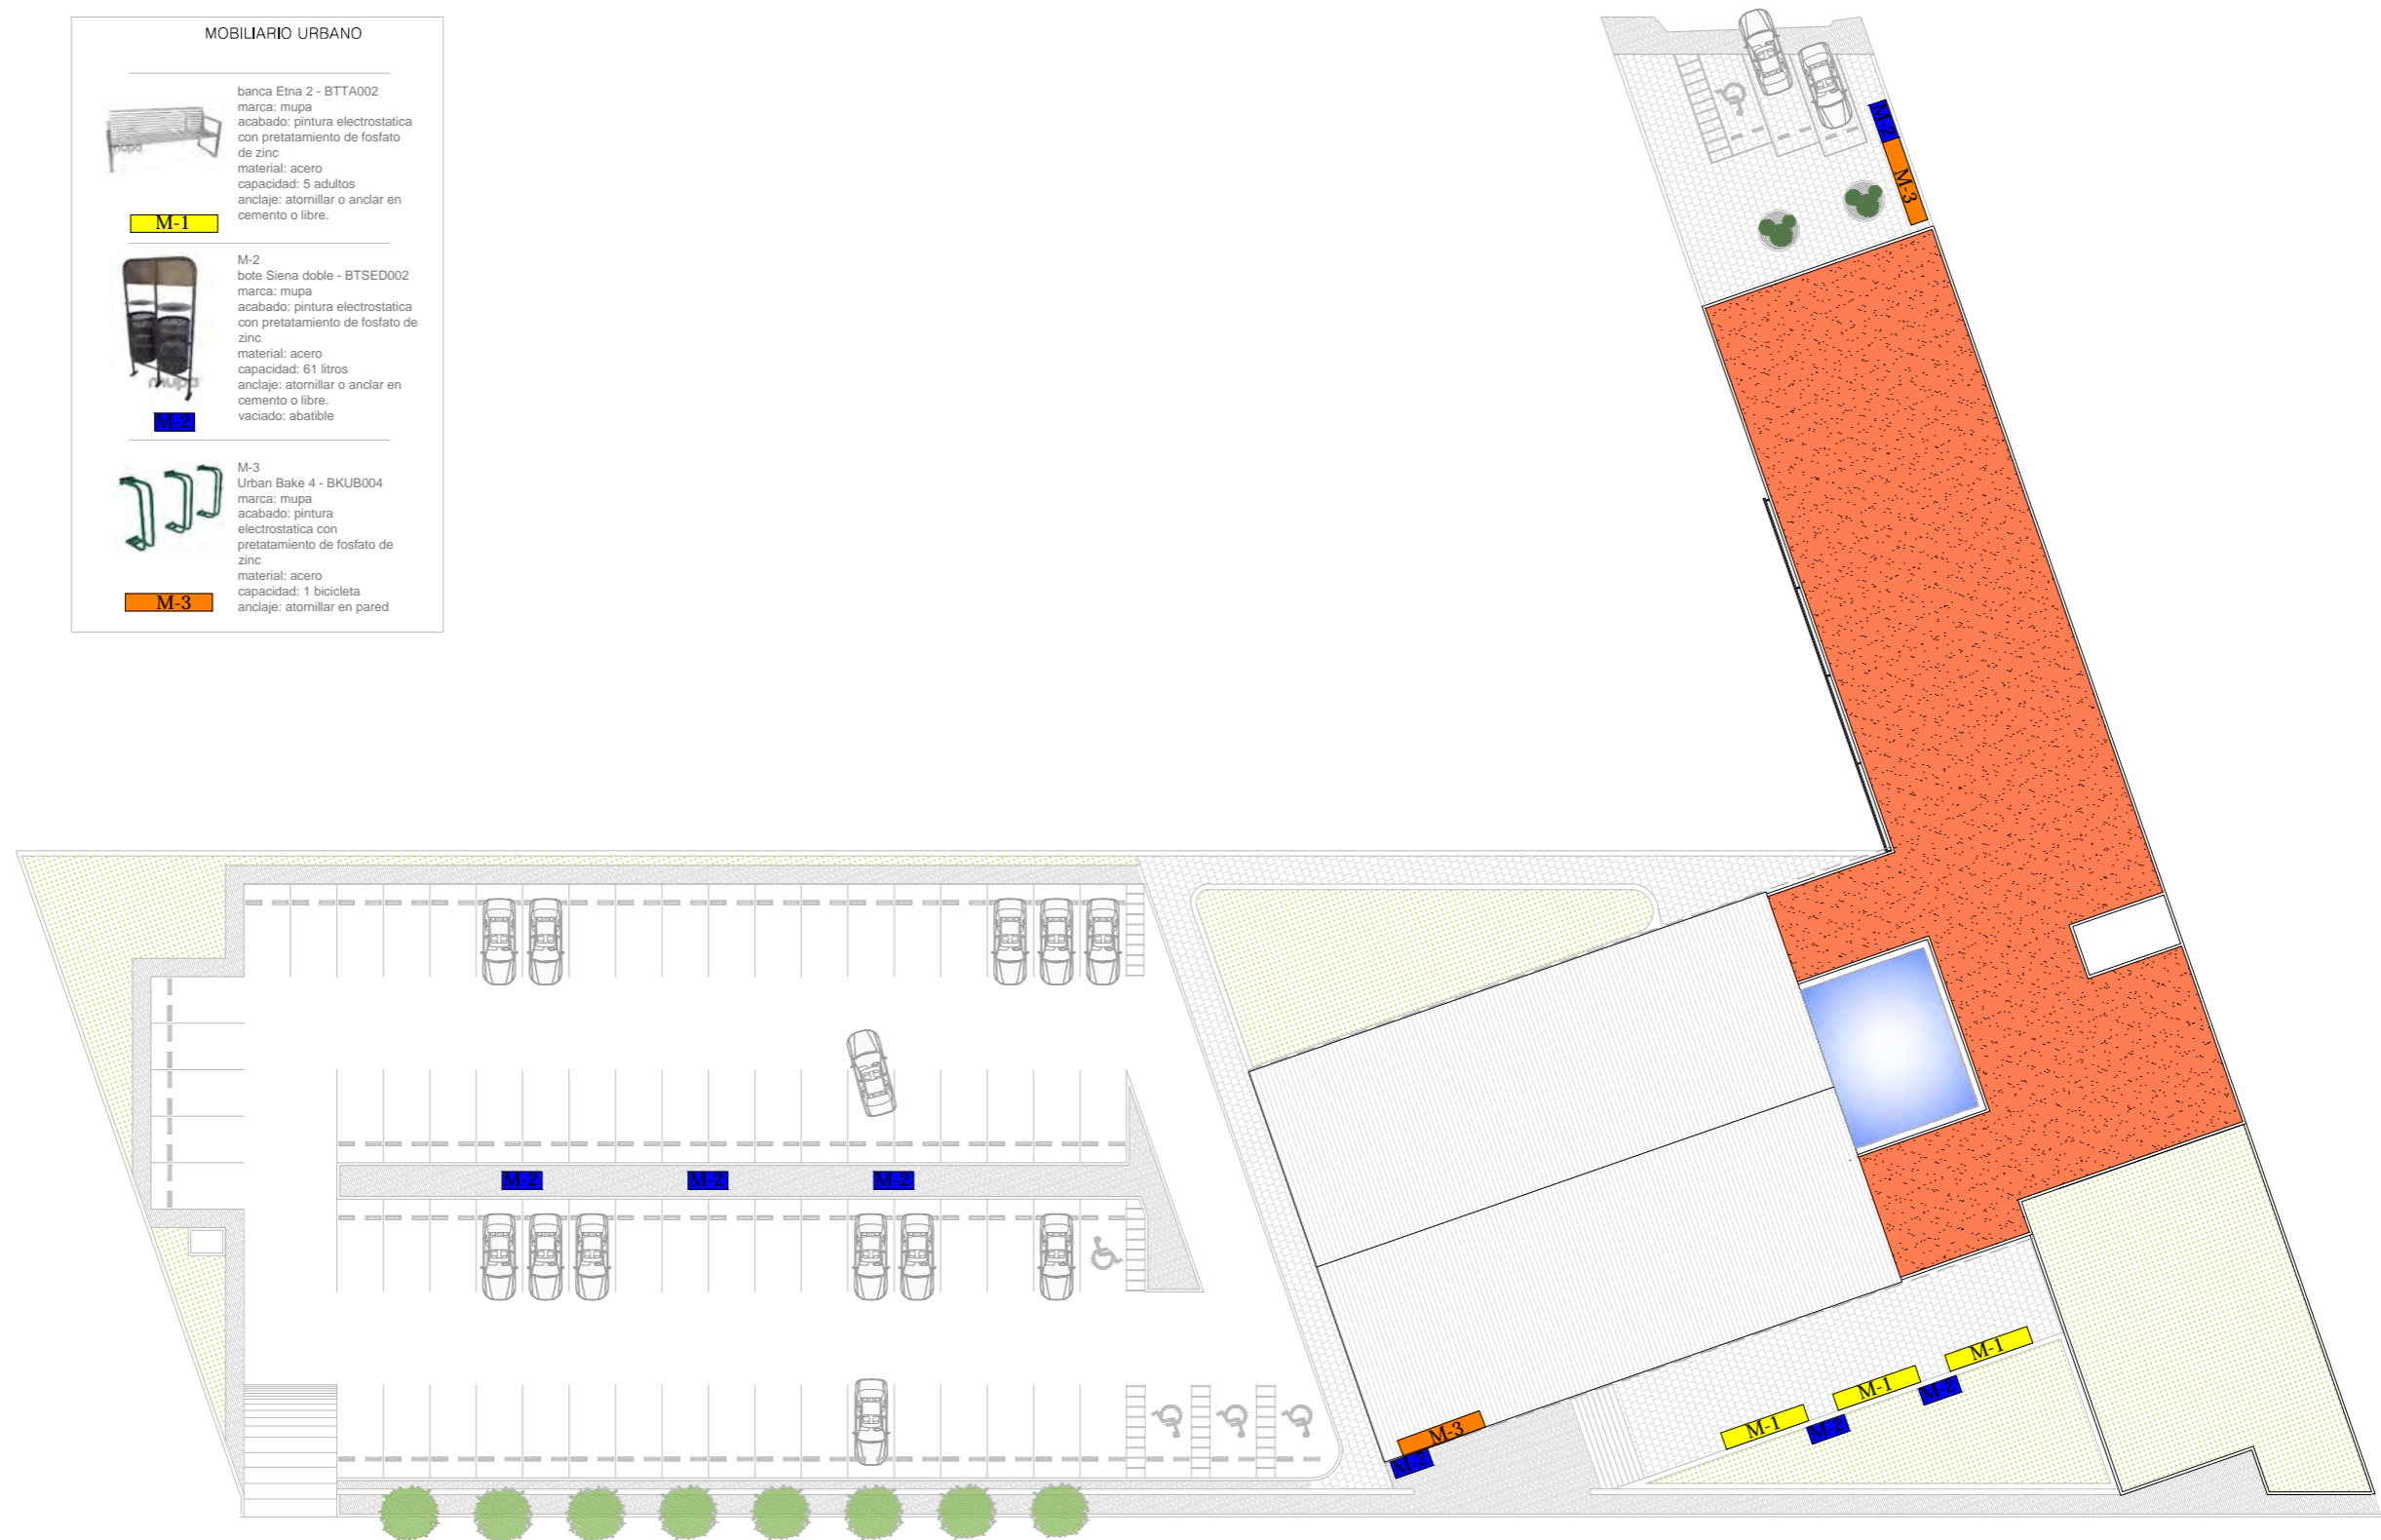 MOBILIARIO URBANO
banca Etna 2 - BTTA002
marca: mupa
acabado: pintura electrostatica
con pretatamiento de fosfato
de zinc
material: acero
capacidad: 5 adultos
anclaje: atornillar o anclar en
cemento o libre.
mupa
M-1
M-2
bote Siena doble - BTSED002
marca: mupa
acabado: pintura electrostatica
con pretatamiento de fosfato de
zinc
material: acero
capacidad: 61 litros
anclaje: atornillar o anclar en
cemento o libre.
vaciado: abatible
mupa
M-2
M-3
Urban Bake 4 - BKUB004
marca: mupa
acabado: pintura
electrostatica con
pretatamiento de fosfato de
zinc
material: acero
capacidad: 1 bicicleta
anclaje: atornillar en pared
M-3
M-2
M-3
M-2
M-2
M-2
M-1
M-1
M-2
M-1
M-2
M-3
M-2